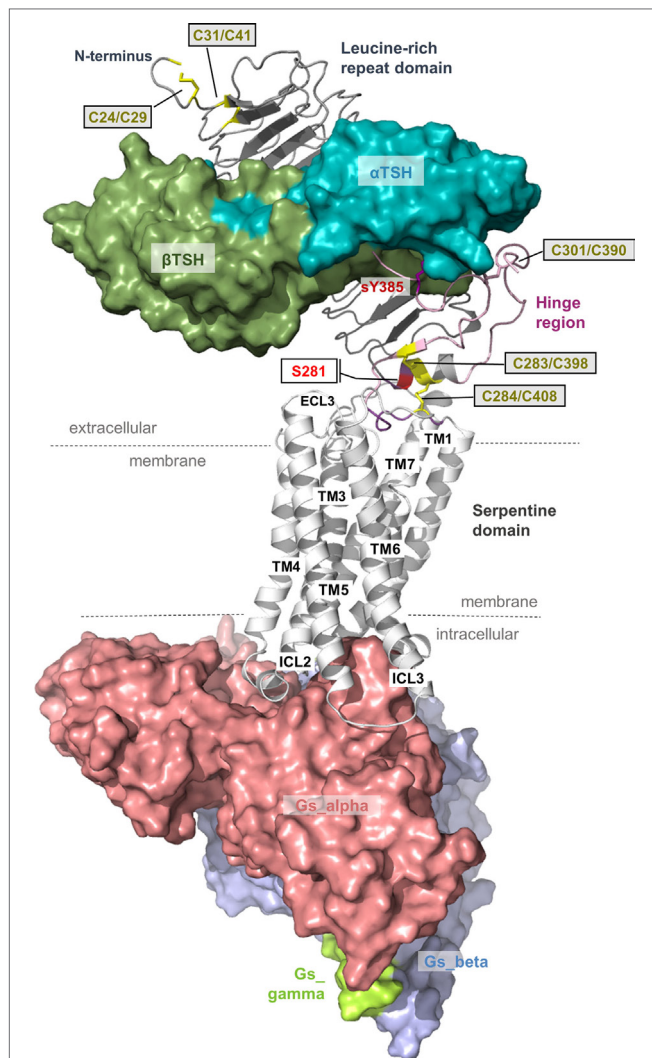 C31/C41
N-terminus
Leucine-rich
repeat domain
C24/C29
αTSH
βTSH
C301/C390
sY385
Hinge
region
S281
C283/C398
C284/C408
ECL3
extracellular
membrane
TM1
TM7
TM3
Serpentine
domain
TM6
TM4
TM5
membrane
intracellular
ICL2
ICL3
Gs_alpha
Gs_beta
Gs_
gamma